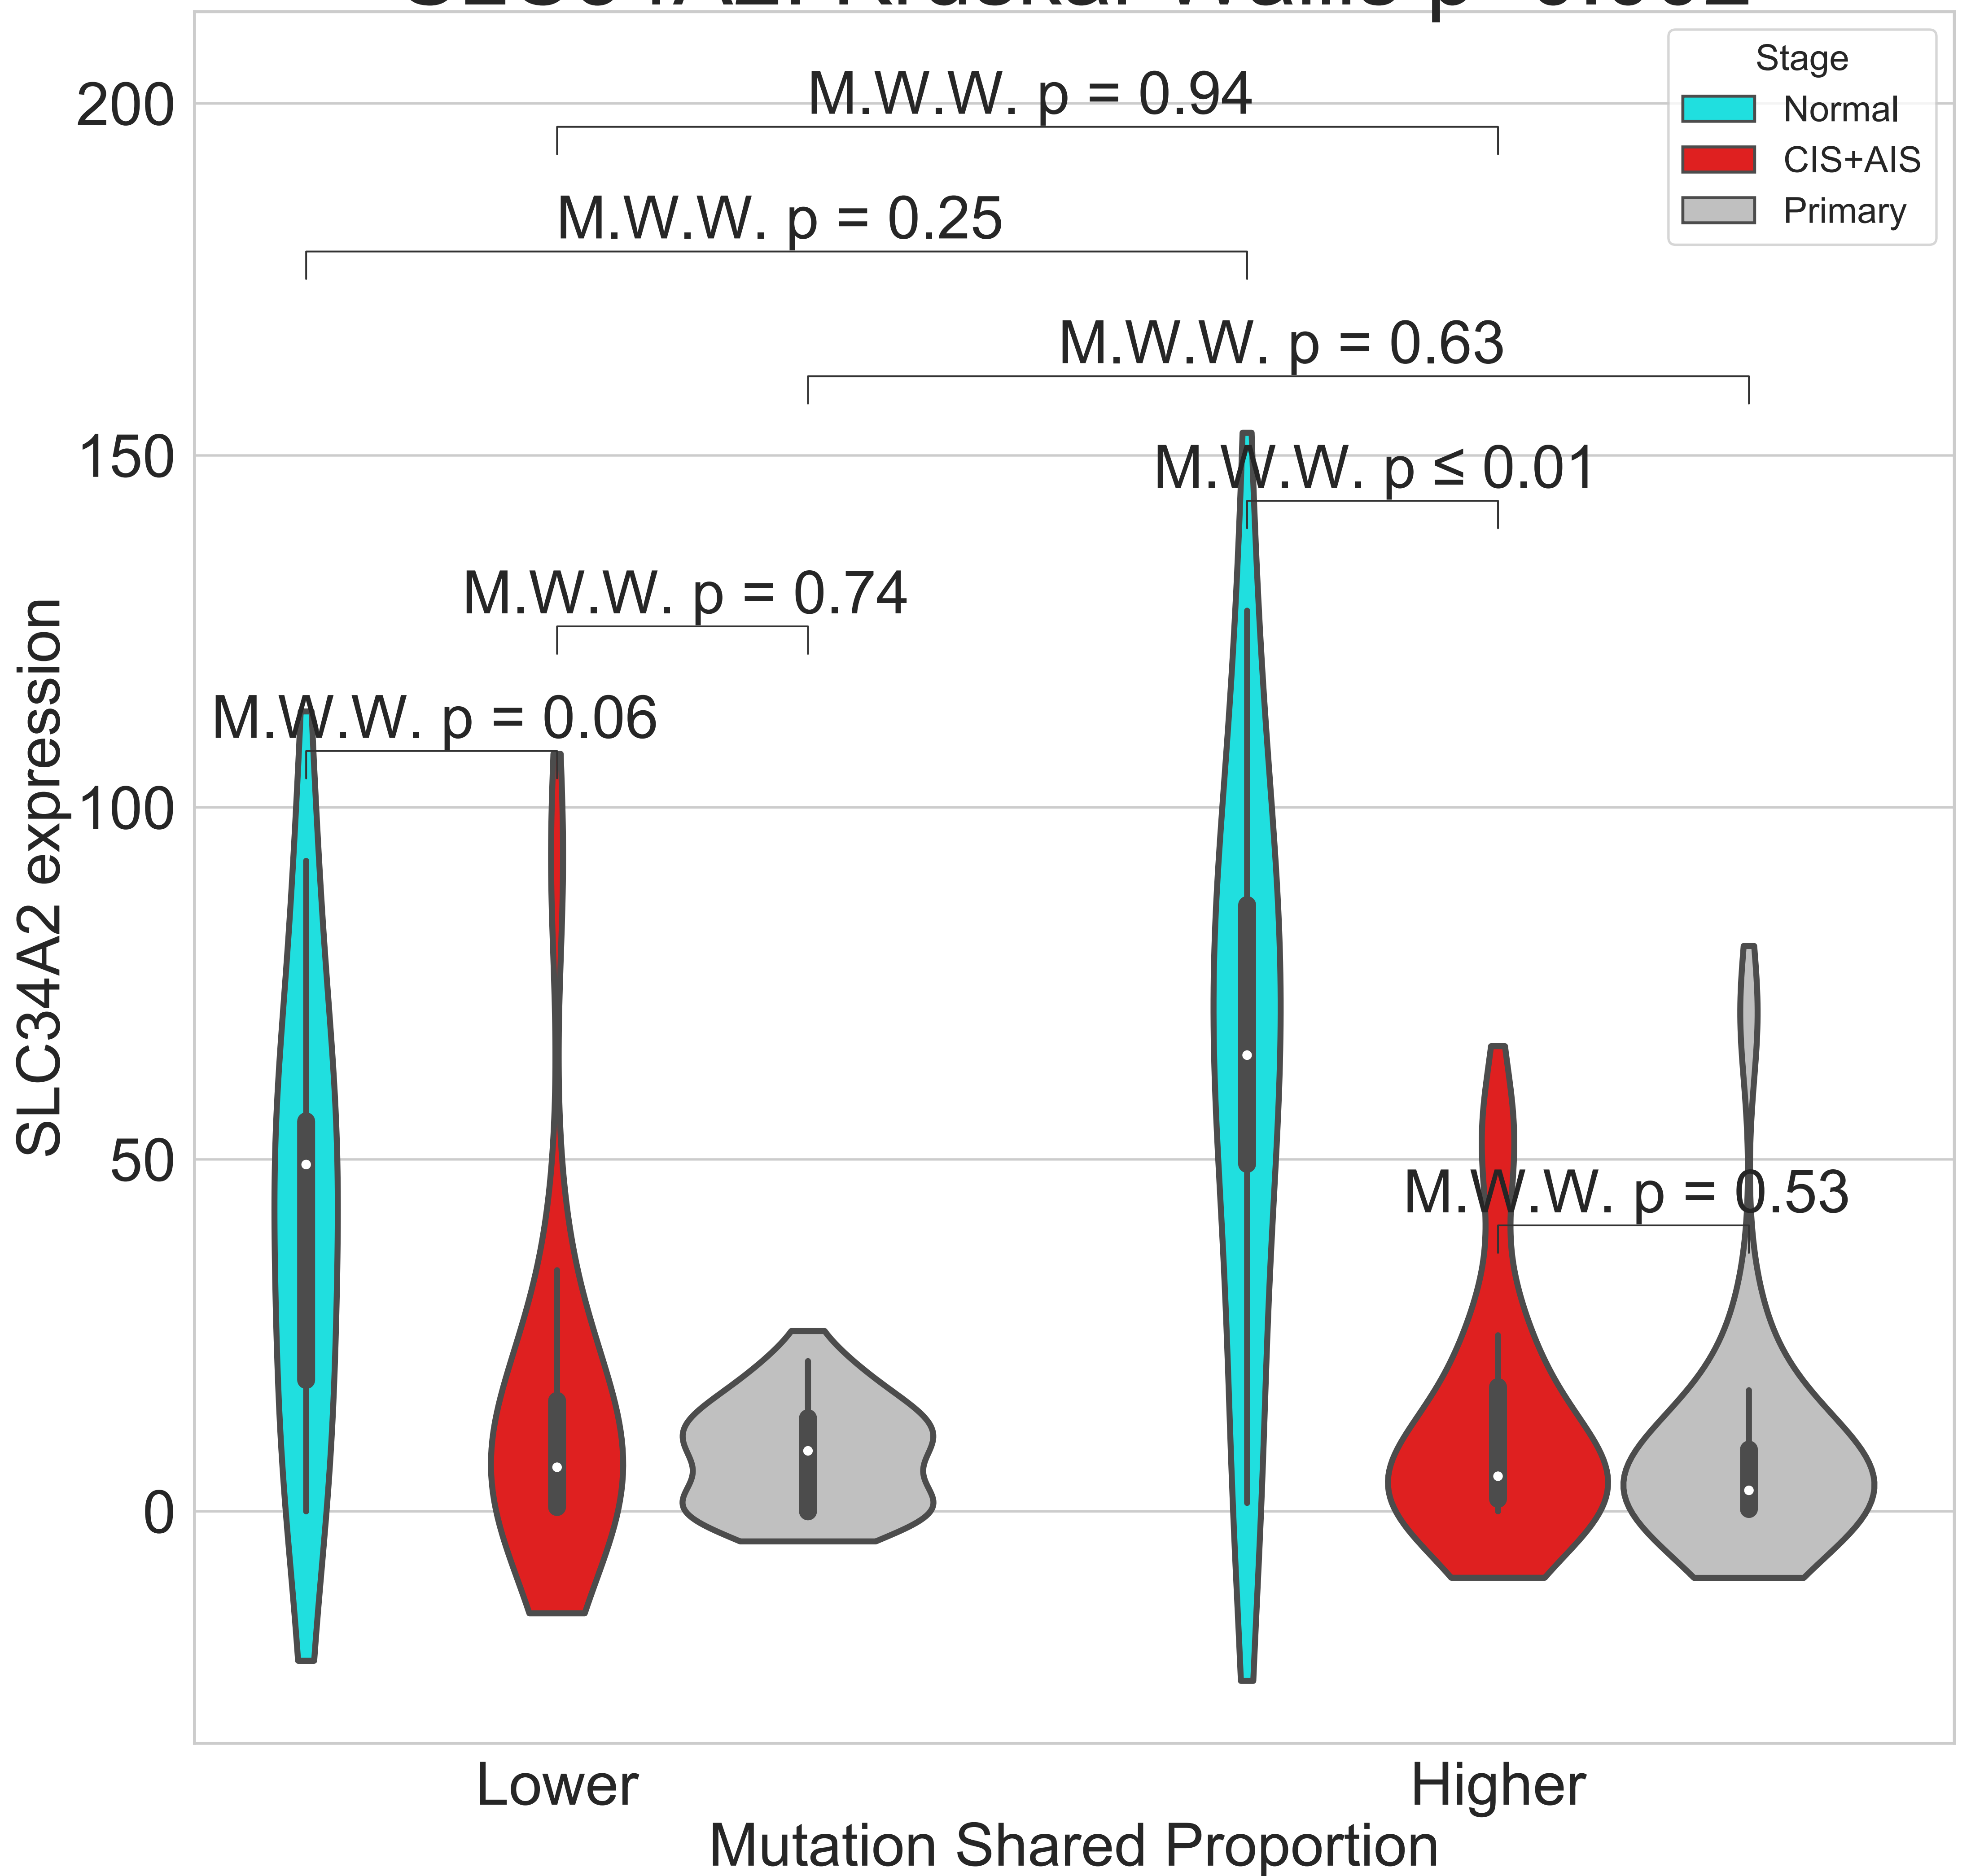 200
150
100
50
0
SLC34A2 expression
M.W.W. p = 0.94
M.W.W. p = 0.25
M.W.W. p = 0.63
M.W.W. p ≤ 0.01
M.W.W. p = 0.74
M.W.W. p = 0.06
M.W.W. p = 0.53
Stage
Normal
CIS+AIS
Primary
Lower
Higher
Mutation Shared Proportion